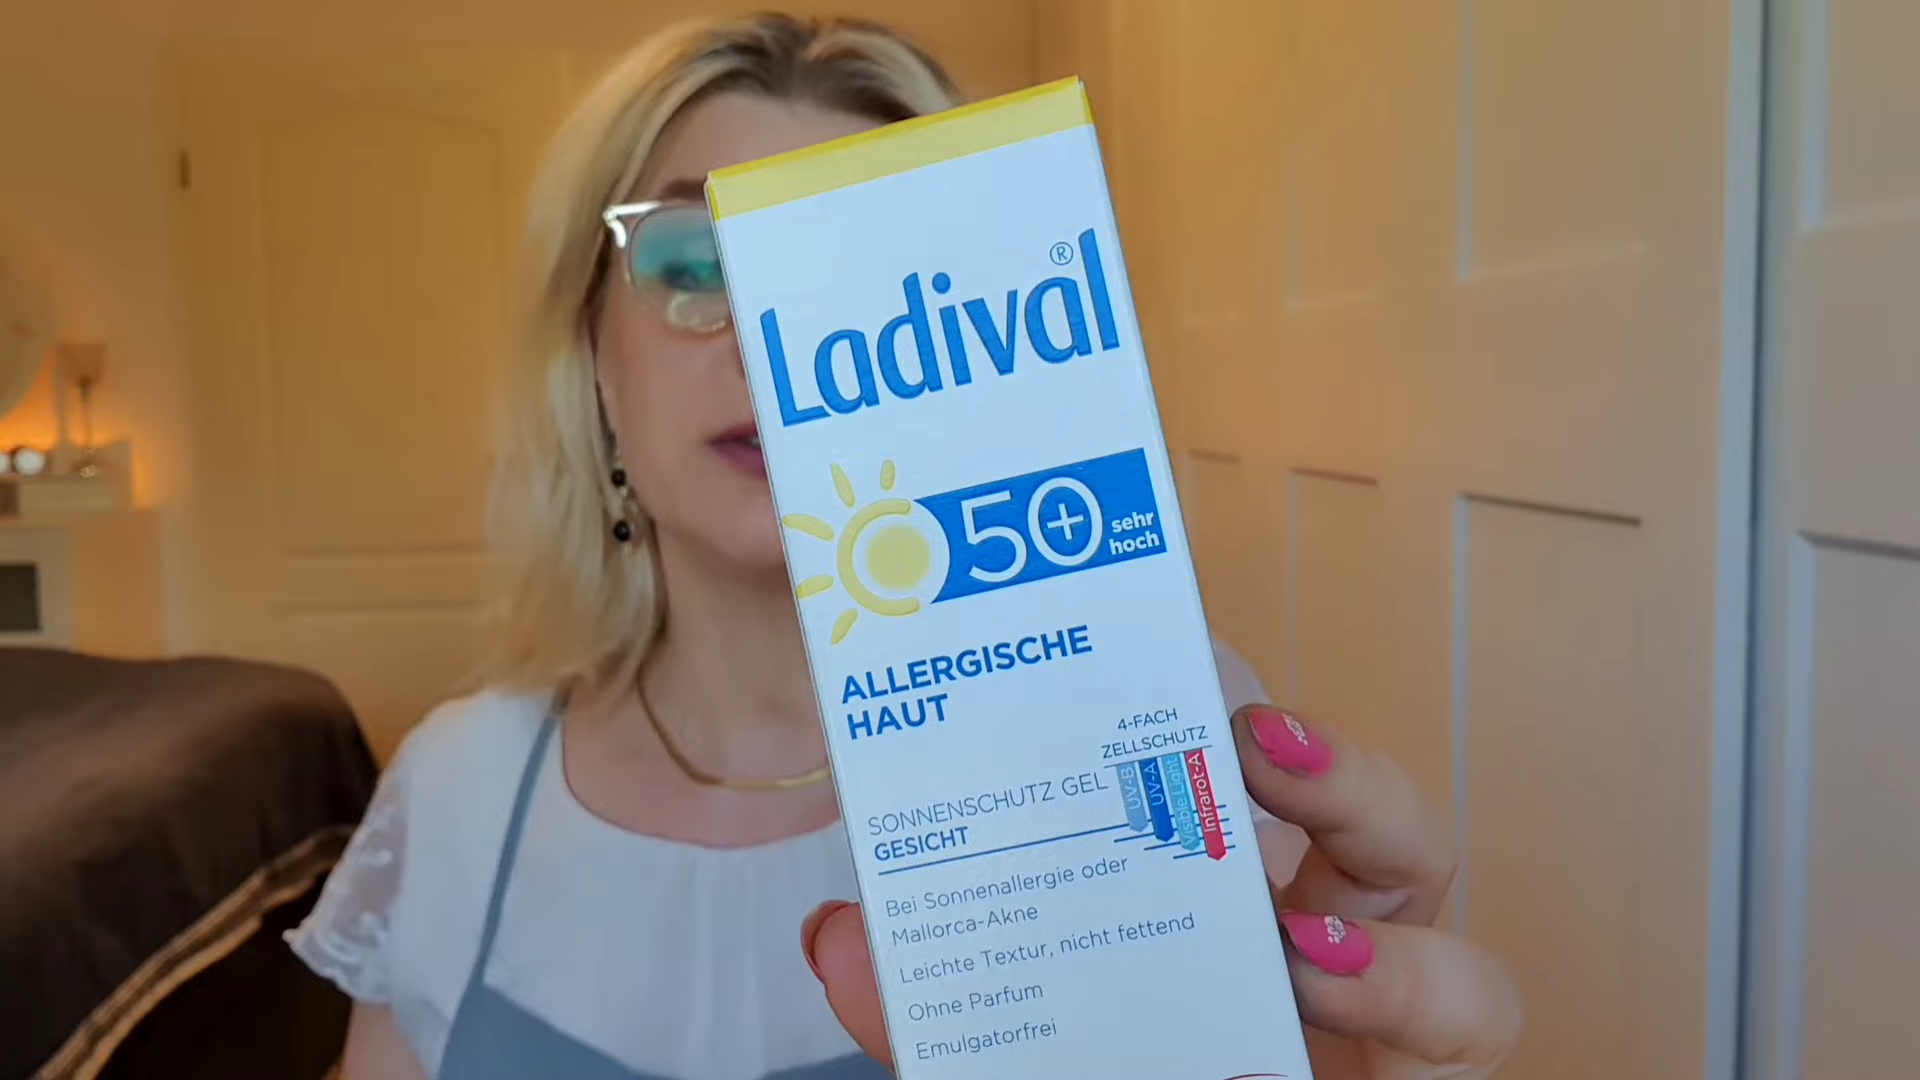 Ladival®
50+ sehr
hoch
ALLERGISCHE
HAUT
4-FACH
ZELLSCHUTZ
UV-B
UV-A
Visible Light
Infrarot-A
SONNENSCHUTZ GEL
GESICHT
Bei Sonnenallergie oder
Mallorca-Akne
Leichte Textur, nicht fettend
Ohne Parfum
Emulgatorfrei